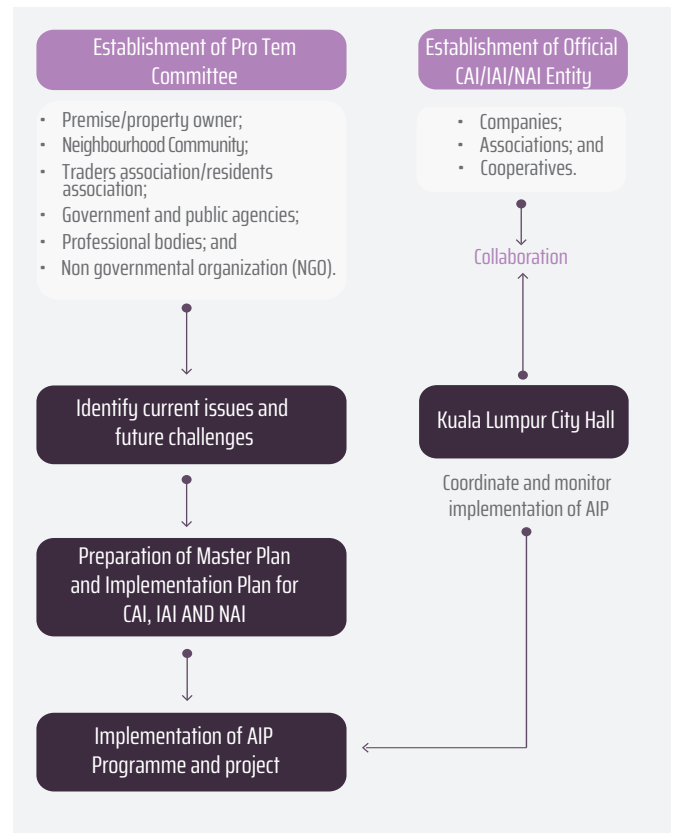 Establishment of Pro Tem
Committee
• Premise/property owner;
• Neighbourhood Community;
• Traders association/residents
association;
• Government and public agencies;
• Professional bodies; and
• Non governmental organization (NGO).
Identify current issues and
future challenges
Preparation of Master Plan
and Implementation Plan for
CAI, IAI AND NAI
Implementation of AIP
Programme and project
Establishment of Official
CAI/IAI/NAI Entity
• Companies;
• Associations; and
• Cooperatives.
Collaboration
Kuala Lumpur City Hall
Coordinate and monitor
implementation of AIP